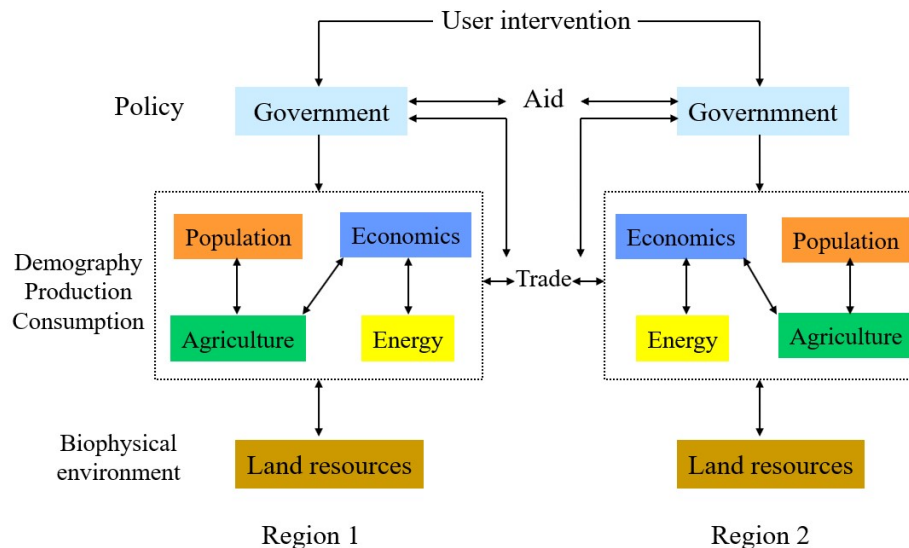 User intervention
Policy
Government
Aid
Governmnent
Population
Economics
Economics
Population
Demography
Production
Consumption
Trade
Agriculture
Energy
Energy
Agriculture
Biophysical
environment
Land resources
Land resources
Region 1
Region 2